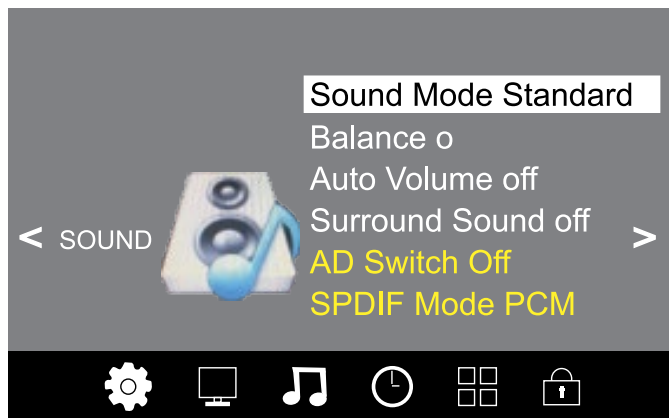 Sound Mode Standard
Balance o
Auto Volume off
Surround Sound off
< SOUND >
AD Switch Off
SPDIF Mode PCM